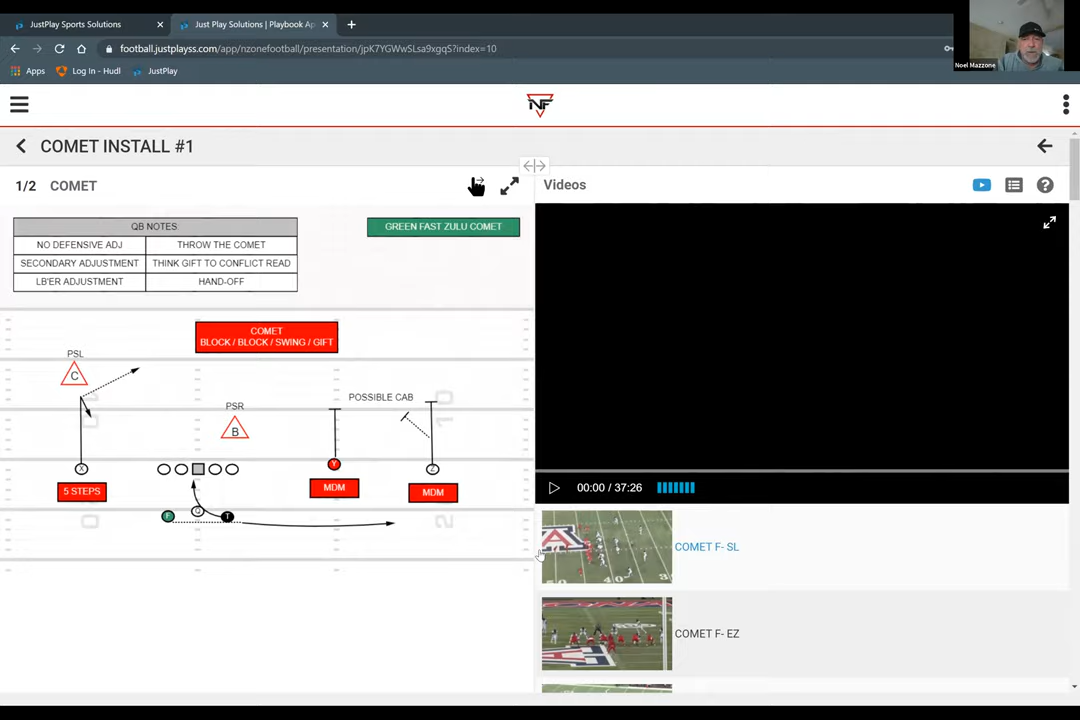 JustPlay Sports Solutions
Just Play Solutions | Playbook Ap
football.justplayss.com/app/nzonefootball/presentation/jpK7YGWwSLsa9xgqS?index=10
Apps
Log In - Hudl
JustPlay
Noel Mazzone
NF
COMET INSTALL #1
1/2 COMET
Videos
QB NOTES
NO DEFENSIVE ADJ THROW THE COMET
SECONDARY ADJUSTMENT THINK GIFT TO CONFLICT READ
LB'ER ADJUSTMENT HAND-OFF
GREEN FAST ZULU COMET
COMET
BLOCK / BLOCK / SWING / GIFT
PSL
C
POSSIBLE CAB
PSR
B
X
Y
Z
5 STEPS
MDM
MDM
F
Q
T
0
2
10
00:00 / 37:26
COMET F- SL
COMET F- EZ